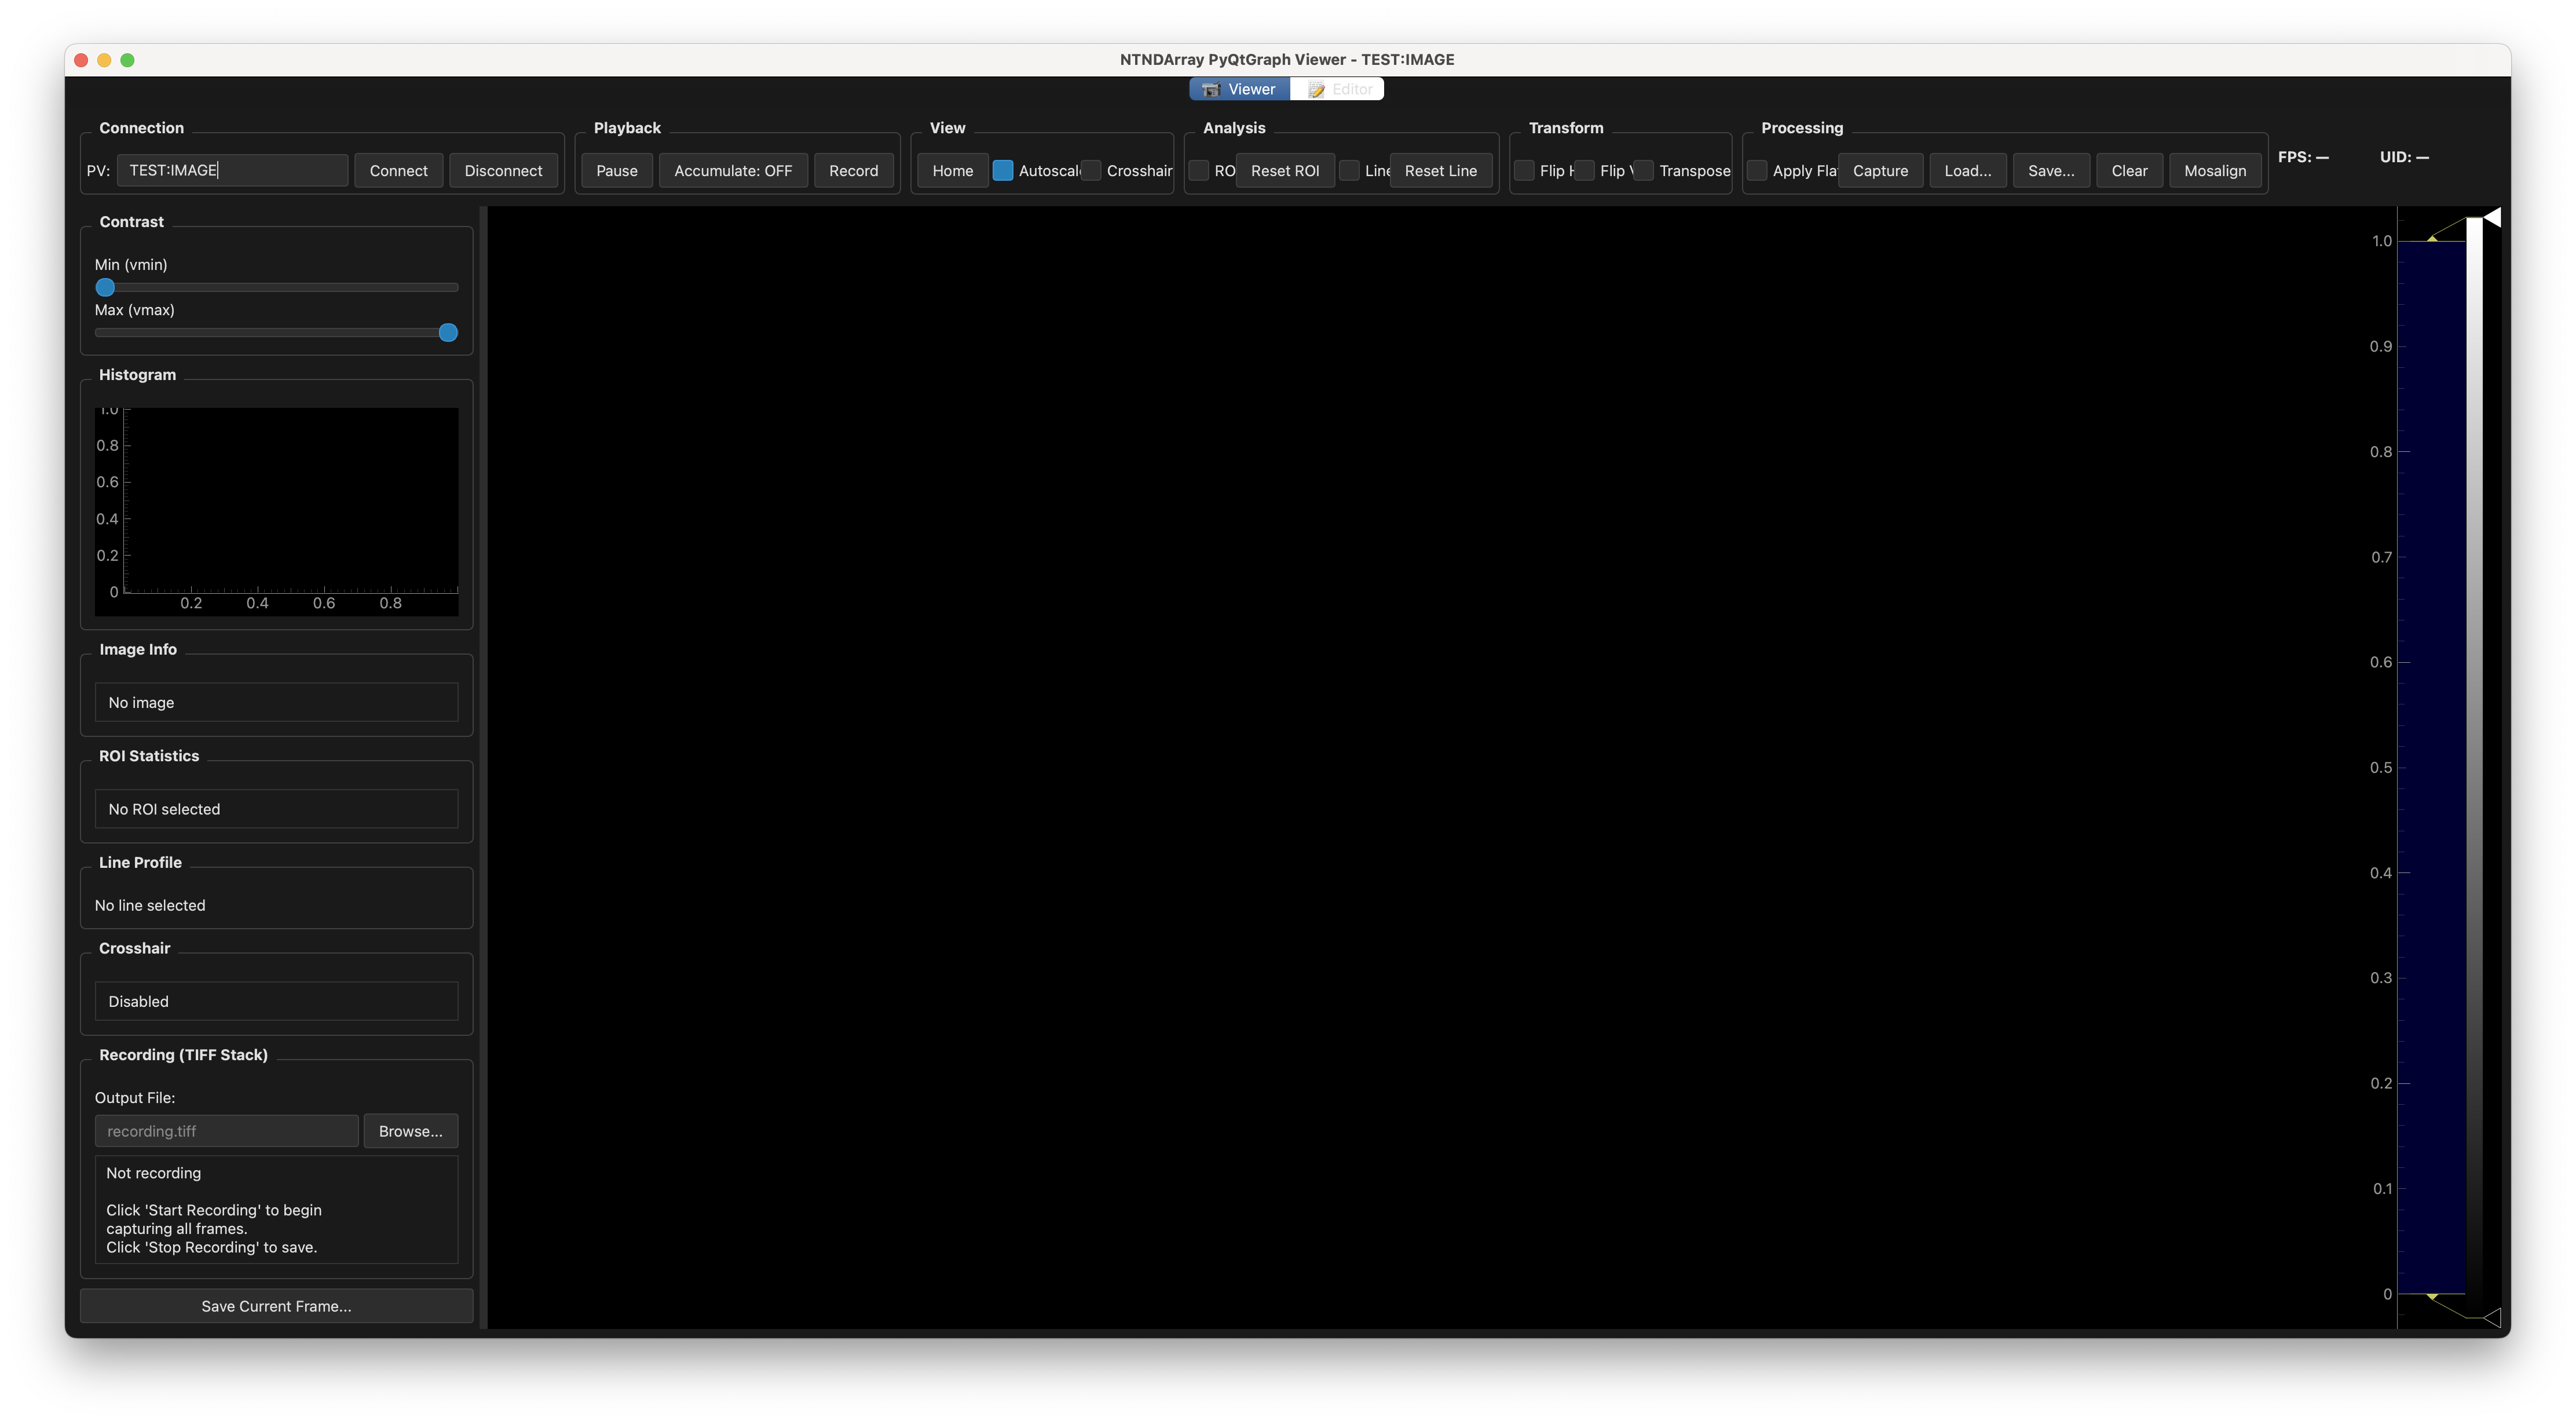 NTNDArray PyQtGraph Viewer - TEST:IMAGE
Viewer Editor
Connection Playback View Analysis Transform Processing
PV: TEST:IMAGE Connect Disconnect Pause Accumulate: OFF Record Home Autoscal Crosshair RO Reset ROI Line Reset Line Flip H Flip V Transpose Apply Fla Capture Load... Save... Clear Mosalign FPS: — UID: —
Contrast
Min (vmin)
Max (vmax)
Histogram
1.0
0.8
0.6
0.4
0.2
0
0.2 0.4 0.6 0.8
Image Info
No image
ROI Statistics
No ROI selected
Line Profile
No line selected
Crosshair
Disabled
Recording (TIFF Stack)
Output File:
recording.tiff Browse...
Not recording
Click 'Start Recording' to begin
capturing all frames.
Click 'Stop Recording' to save.
Save Current Frame...
1.0
0.9
0.8
0.7
0.6
0.5
0.4
0.3
0.2
0.1
0